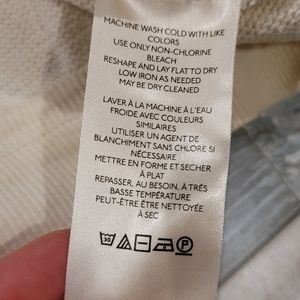 MACHINE WASH COLD WITH LIKE
COLORS
USE ONLY NON-CHLORINE
BLEACH
RESHAPE AND LAY FLAT TO DRY
LOW IRON AS NEEDED
MAY BE DRY CLEANED
LAVER À LA MACHINE À L'EAU
FROIDE AVEC COULEURS
SIMILAIRES
UTILISER UN AGENT DE
BLANCHIMENT SANS CHLORE SI
NÉCESSAIRE
METTRE EN FORME ET SECHER
À PLAT
REPASSER, AU BESOIN, À TRÈS
BASSE TEMPÉRATURE
PEUT-ÊTRE ÊTRE NETTOYÉE
À SEC
30 P